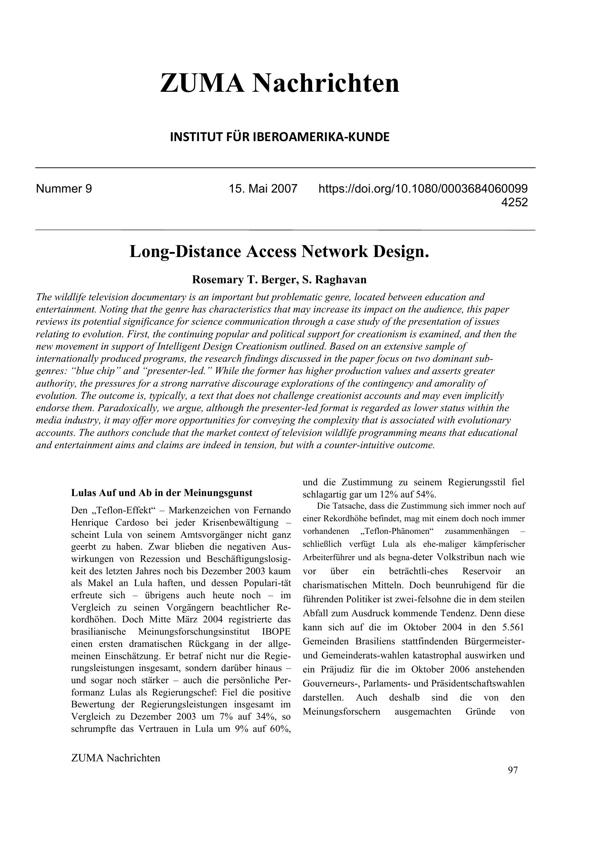 ZUMA Nachrichten
INSTITUT FÜR IBEROAMERIKA-KUNDE
Nummer 9 15. Mai 2007 https://doi.org/10.1080/0003684060099
4252
Long-Distance Access Network Design.
Rosemary T. Berger, S. Raghavan
The wildlife television documentary is an important but problematic genre, located between education and
entertainment. Noting that the genre has characteristics that may increase its impact on the audience, this paper
reviews its potential significance for science communication through a case study of the presentation of issues
relating to evolution. First, the continuing popular and political support for creationism is examined, and then the
new movement in support of Intelligent Design Creationism outlined. Based on an extensive sample of
internationally produced programs, the research findings discussed in the paper focus on two dominant sub-
genres: “blue chip” and “presenter-led.” While the former has higher production values and asserts greater
authority, the pressures for a strong narrative discourage explorations of the contingency and amorality of
evolution. The outcome is, typically, a text that does not challenge creationist accounts and may even implicitly
endorse them. Paradoxically, we argue, although the presenter-led format is regarded as lower status within the
media industry, it may offer more opportunities for conveying the complexity that is associated with evolutionary
accounts. The authors conclude that the market context of television wildlife programming means that educational
and entertainment aims and claims are indeed in tension, but with a counter-intuitive outcome.
Lulas Auf und Ab in der Meinungsgunst
Den „Teflon-Effekt“ – Markenzeichen von Fernando
Henrique Cardoso bei jeder Krisenbewältigung –
scheint Lula von seinem Amtsvorgänger nicht ganz
geerbt zu haben. Zwar blieben die negativen Aus-
wirkungen von Rezession und Beschäftigungslosig-
keit des letzten Jahres noch bis Dezember 2003 kaum
als Makel an Lula haften, und dessen Populari-tät
erfreute sich – übrigens auch heute noch – im
Vergleich zu seinen Vorgängern beachtlicher Re-
kordhöhen. Doch Mitte März 2004 registrierte das
brasilianische Meinungsforschungsinstitut IBOPE
einen ersten dramatischen Rückgang in der allge-
meinen Einschätzung. Er betraf nicht nur die Regie-
rungsleistungen insgesamt, sondern darüber hinaus –
und sogar noch stärker – auch die persönliche Per-
formanz Lulas als Regierungschef: Fiel die positive
Bewertung der Regierungsleistungen insgesamt im
Vergleich zu Dezember 2003 um 7% auf 34%, so
schrumpfte das Vertrauen in Lula um 9% auf 60%,
und die Zustimmung zu seinem Regierungsstil fiel
schlagartig gar um 12% auf 54%.
Die Tatsache, dass die Zustimmung sich immer noch auf
einer Rekordhöhe befindet, mag mit einem doch noch immer
vorhandenen „Teflon-Phänomen“ zusammenhängen –
schließlich verfügt Lula als ehe-maliger kämpferischer
Arbeiterführer und als begna-deter Volkstribun nach wie
vor über ein beträchtli-ches Reservoir an
charismatischen Mitteln. Doch beunruhigend für die
führenden Politiker ist zwei-felsohne die in dem steilen
Abfall zum Ausdruck kommende Tendenz. Denn diese
kann sich auf die im Oktober 2004 in den 5.561
Gemeinden Brasiliens stattfindenden Bürgermeister-
und Gemeinderats-wahlen katastrophal auswirken und
ein Präjudiz für die im Oktober 2006 anstehenden
Gouverneurs-, Parlaments- und Präsidentschaftswahlen
darstellen. Auch deshalb sind die von den
Meinungsforschern ausgemachten Gründe von
ZUMA Nachrichten
97